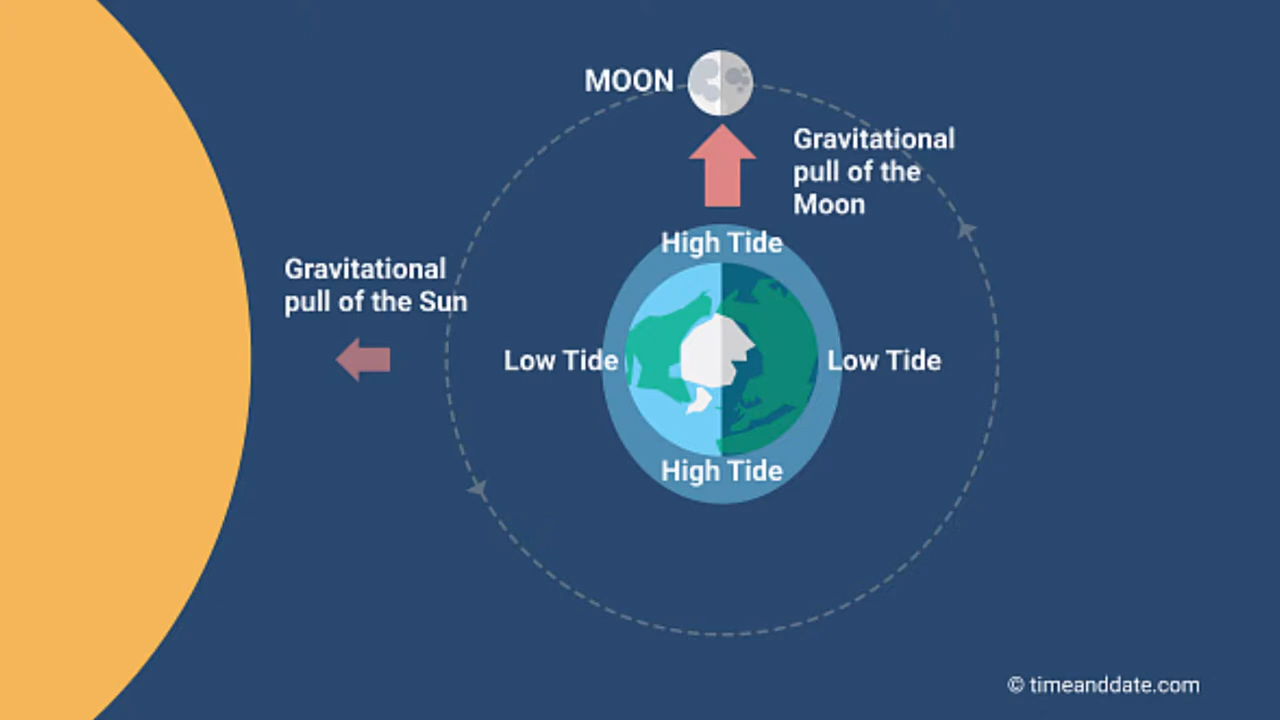 MOON
Gravitational
pull of the
Moon
High Tide
Gravitational
pull of the Sun
Low Tide
Low Tide
High Tide
© timeanddate.com